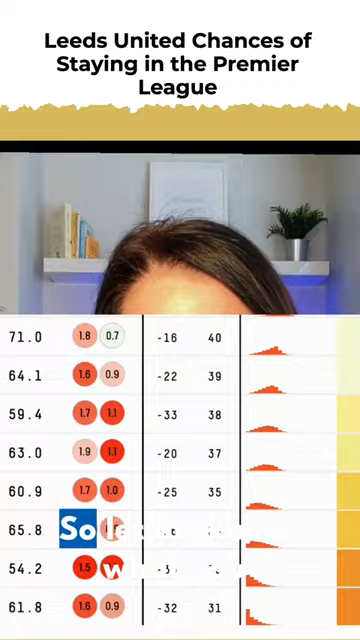 Leeds United Chances of
Staying in the Premier
League
71.0 1.8 0.7 -16 40
64.1 1.6 0.9 -22 39
59.4 1.7 1.1 -33 38
63.0 1.9 1.1 -20 37
60.9 1.7 1.0 -25 35
65.8
So
54.2 1.5
61.8 1.6 0.9 -32 31